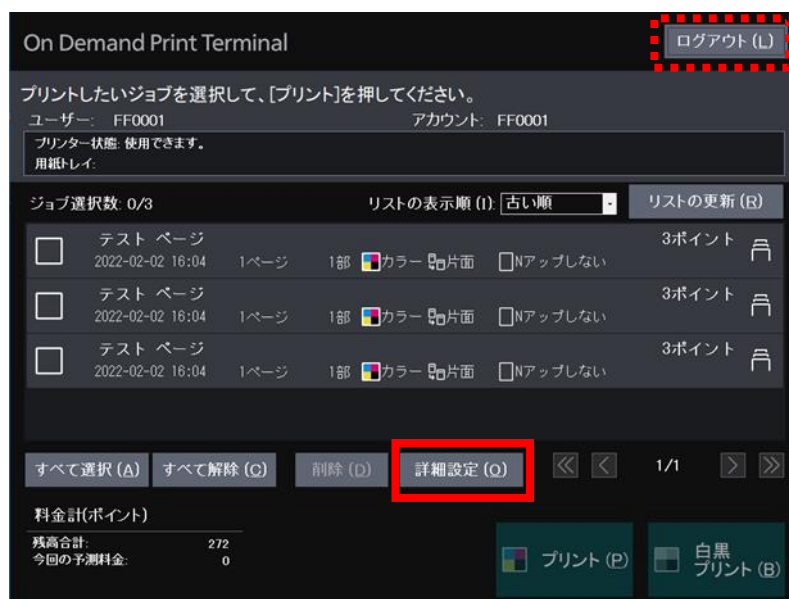 On Demand Print Terminal
ログアウト(L)
プリントしたいジョブを選択して、[プリント]を押してください。
ユーザー: FF0001 アカウント: FF0001
プリンター状態: 使用できます。
用紙トレイ:
ジョブ選択数: 0/3 リストの表示順(I): 古い順 リストの更新(R)
テスト ページ 3ポイント
2022-02-02 16:04 1ページ 1部 カラー 片面 Nアップしない
テスト ページ 3ポイント
2022-02-02 16:04 1ページ 1部 カラー 片面 Nアップしない
テスト ページ 3ポイント
2022-02-02 16:04 1ページ 1部 カラー 片面 Nアップしない
すべて選択(A) すべて解除(C) 削除(D) 詳細設定(O) 1/1
料金計(ポイント)
残高合計: 272
今回の予測料金: 0
プリント(P)
白黒
プリント(B)